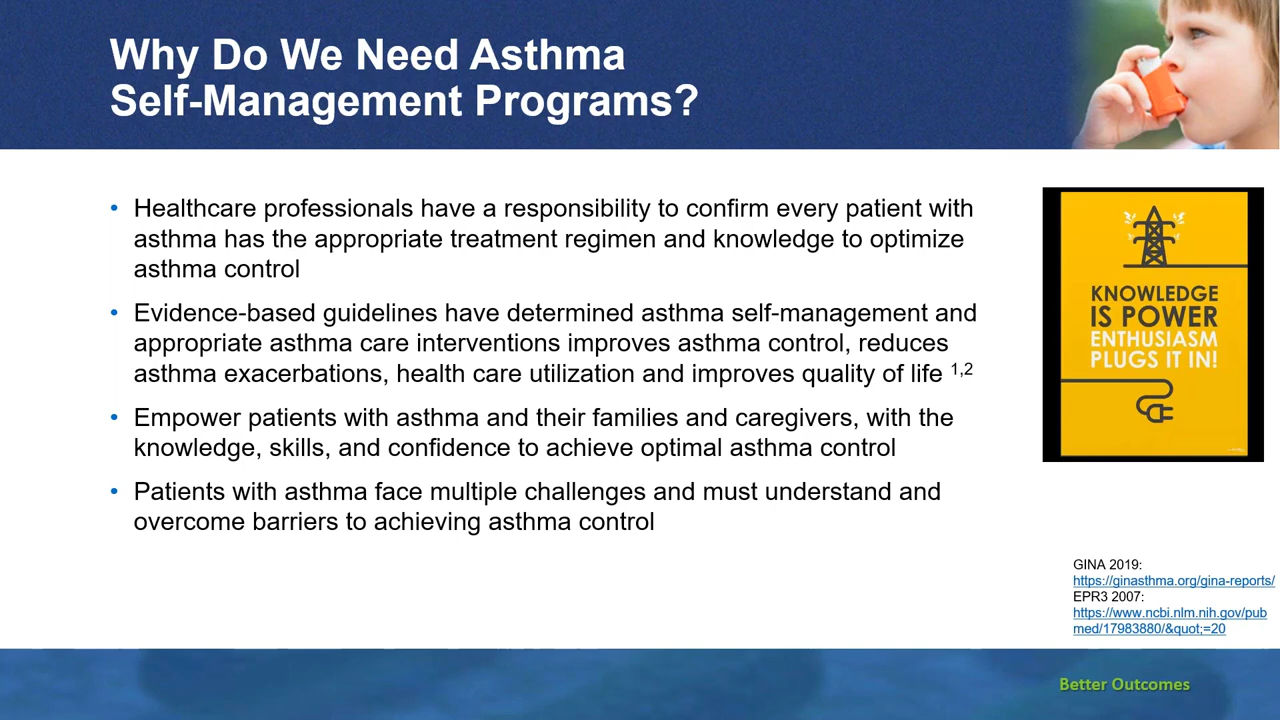 Why Do We Need Asthma
Self-Management Programs?
• Healthcare professionals have a responsibility to confirm every patient with
asthma has the appropriate treatment regimen and knowledge to optimize
asthma control
• Evidence-based guidelines have determined asthma self-management and
appropriate asthma care interventions improves asthma control, reduces
asthma exacerbations, health care utilization and improves quality of life 1,2
• Empower patients with asthma and their families and caregivers, with the
knowledge, skills, and confidence to achieve optimal asthma control
• Patients with asthma face multiple challenges and must understand and
overcome barriers to achieving asthma control
KNOWLEDGE
IS POWER
ENTHUSIASM
PLUGS IT IN!
GINA 2019:
https://ginasthma.org/gina-reports/
EPR3 2007:
https://www.ncbi.nlm.nih.gov/pub
med/17983880/&quot;=20
Better Outcomes